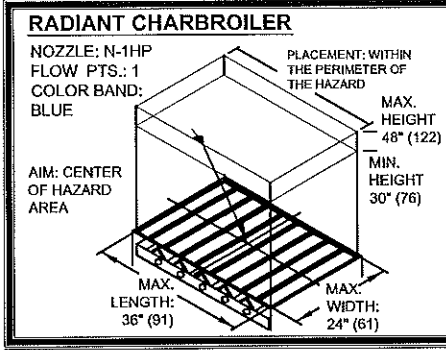 RADIANT CHARBROILER
NOZZLE: N-1HP
FLOW PTS.: 1
COLOR BAND:
BLUE
PLACEMENT: WITHIN
THE PERIMETER OF
THE HAZARD
MAX.
HEIGHT
48" (122)
MIN.
HEIGHT
30" (76)
AIM: CENTER
OF HAZARD
AREA
MAX.
LENGTH:
36" (91)
MAX.
WIDTH:
24" (61)